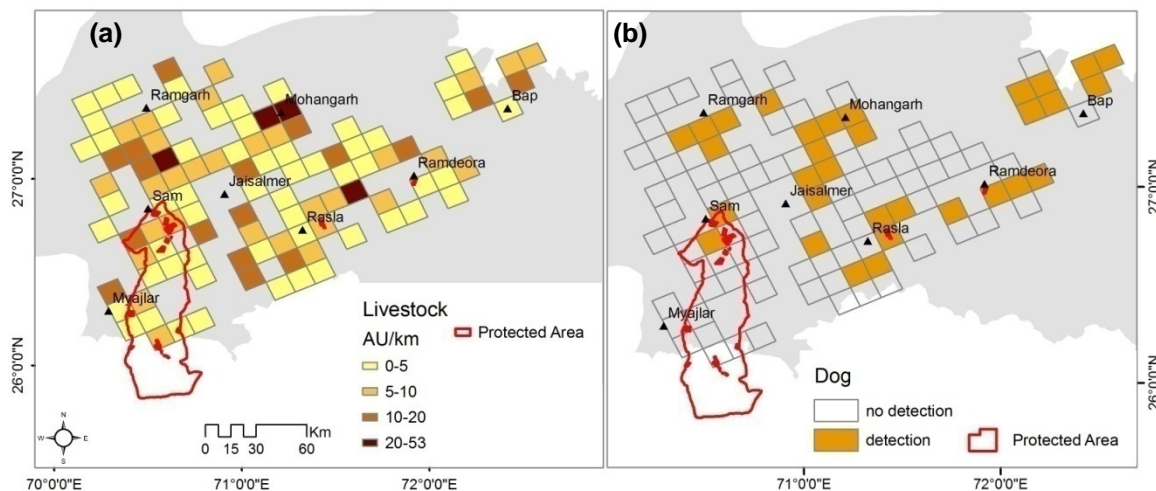 (a)
Ramgarh
Mohangarh
Bap
Ramdeora
Jaisalmer
Sam
Rasla
Myajlar
Livestock
AU/km
0-5
5-10
10-20
20-53
Protected Area
N
W E
S
Km
0 15 30 60
27°0'0"N
26°0'0"N
70°0'0"E 71°0'0"E 72°0'0"E
(b)
Ramgarh
Mohangarh
Bap
Ramdeora
Jaisalmer
Sam
Rasla
Myajlar
Dog
no detection
detection
Protected Area
27°0'0"N
26°0'0"N
71°0'0"E 72°0'0"E